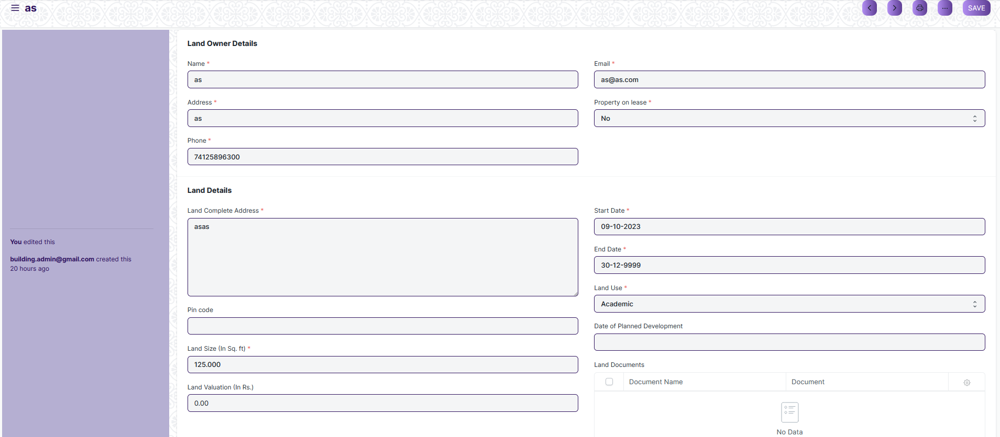 as
SAVE
Land Owner Details
Name *
as
Email *
as@as.com
Address *
as
Property on lease *
No
Phone *
74125896300
Land Details
Land Complete Address *
asas
Start Date *
09-10-2023
End Date *
30-12-9999
Land Use *
Academic
Pin code
Date of Planned Development
Land Size (In Sq. ft) *
125.000
Land Documents
Document Name
Document
Land Valuation (In Rs.)
0.00
No Data
You edited this
building.admin@gmail.com created this
20 hours ago